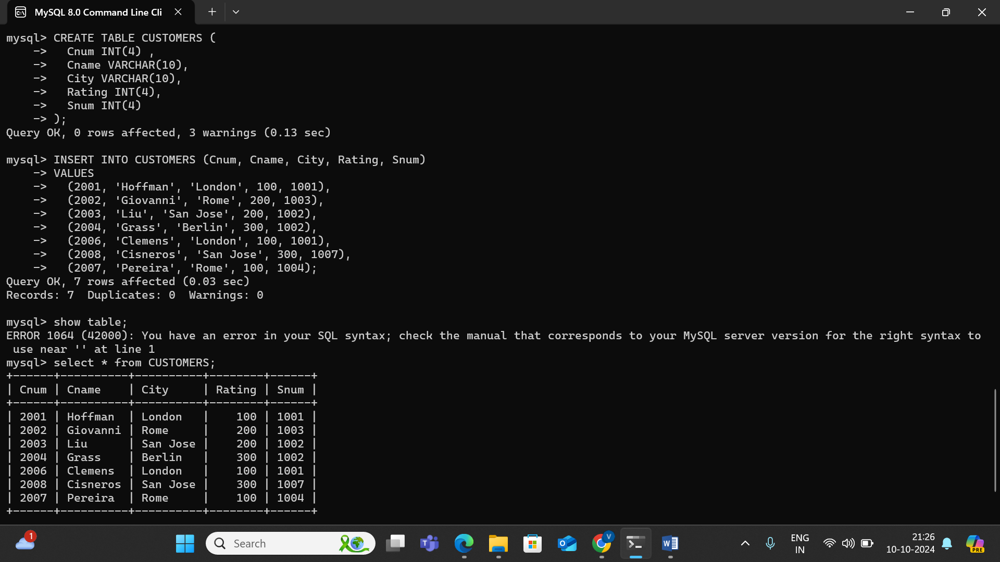 MySQL 8.0 Command Line Cli
mysql> CREATE TABLE CUSTOMERS (
    ->   Cnum INT(4) ,
    ->   Cname VARCHAR(10),
    ->   City VARCHAR(10),
    ->   Rating INT(4),
    ->   Snum INT(4)
    -> );
Query OK, 0 rows affected, 3 warnings (0.13 sec)
mysql> INSERT INTO CUSTOMERS (Cnum, Cname, City, Rating, Snum)
    -> VALUES
    ->   (2001, 'Hoffman', 'London', 100, 1001),
    ->   (2002, 'Giovanni', 'Rome', 200, 1003),
    ->   (2003, 'Liu', 'San Jose', 200, 1002),
    ->   (2004, 'Grass', 'Berlin', 300, 1002),
    ->   (2006, 'Clemens', 'London', 100, 1001),
    ->   (2008, 'Cisneros', 'San Jose', 300, 1007),
    ->   (2007, 'Pereira', 'Rome', 100, 1004);
Query OK, 7 rows affected (0.03 sec)
Records: 7  Duplicates: 0  Warnings: 0
mysql> show table;
ERROR 1064 (42000): You have an error in your SQL syntax; check the manual that corresponds to your MySQL server version for the right syntax to
 use near '' at line 1
mysql> select * from CUSTOMERS;
+------+----------+----------+--------+------+
| Cnum | Cname    | City     | Rating | Snum |
+------+----------+----------+--------+------+
| 2001 | Hoffman  | London   |    100 | 1001 |
| 2002 | Giovanni | Rome     |    200 | 1003 |
| 2003 | Liu      | San Jose |    200 | 1002 |
| 2004 | Grass    | Berlin   |    300 | 1002 |
| 2006 | Clemens  | London   |    100 | 1001 |
| 2008 | Cisneros | San Jose |    300 | 1007 |
| 2007 | Pereira  | Rome     |    100 | 1004 |
+------+----------+----------+--------+------+
1
Search
V
ENG
IN
21:26
10-10-2024
PRE